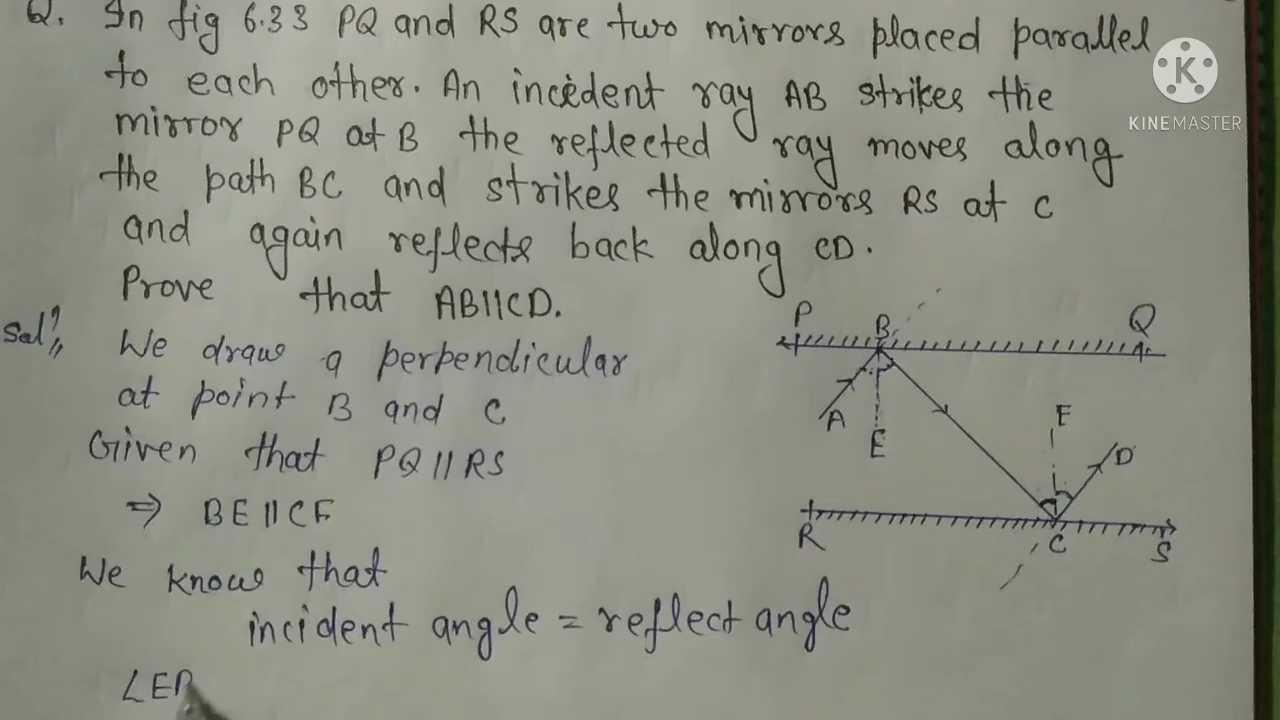 Q. In fig 6.33 PQ and RS are two mirrors placed parallel
to each other. An incident ray AB strikes the
mirror PQ at B the reflected ray moves along
the path BC and strikes the mirrors RS at C
and again reflects back along CD.
Prove that AB||CD.
Solⁿ,,
We draw a perpendicular
at point B and C
Given that PQ || RS
⇒ BE || CF
We know that
incident angle = reflect angle
∠EB
K
KINEMASTER
P B Q
A E F D
R C S